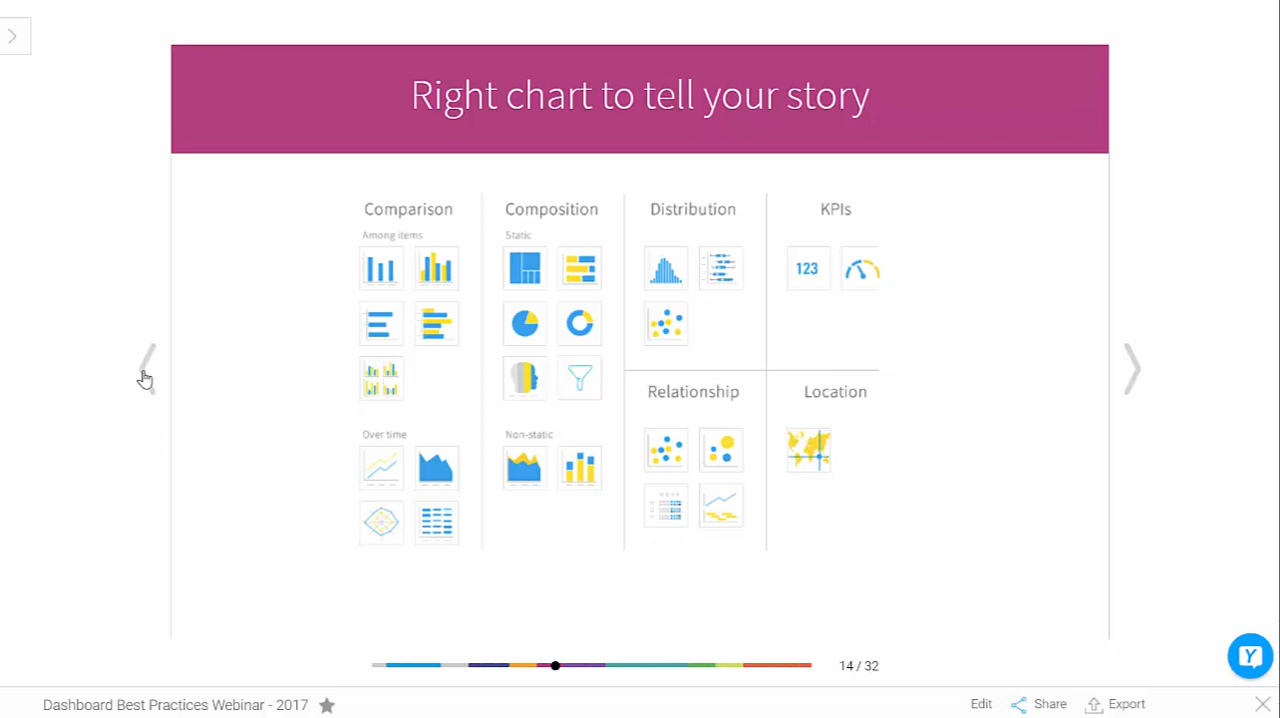 Right chart to tell your story
Comparison
Among items
Over time
Composition
Static
Non-static
Distribution
KPIs
123
Relationship
Location
14 / 32
Y
Dashboard Best Practices Webinar - 2017
Edit
Share
Export